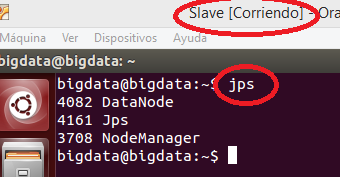 Slave [Corriendo] - Ora
Máquina Ver Dispositivos Ayuda
bigdata@bigdata: ~
bigdata@bigdata:~$ jps
4082 DataNode
4161 Jps
3708 NodeManager
bigdata@bigdata:~$